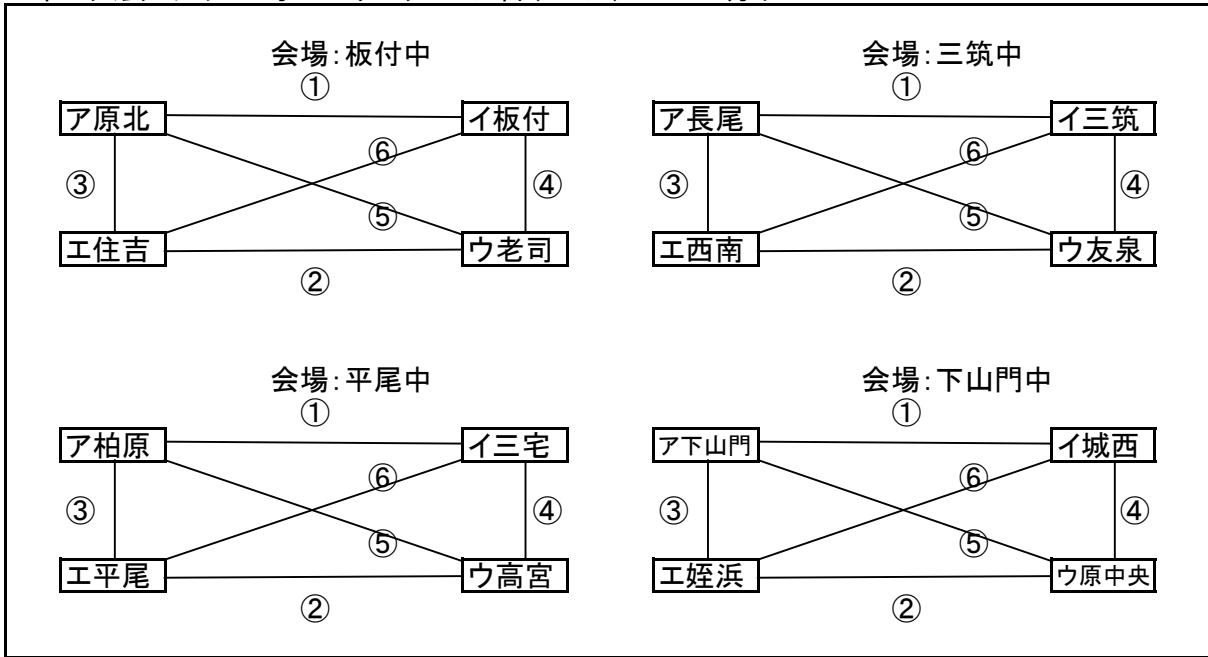 会場:板付中
①
ア原北
イ板付
⑥
③
④
⑤
エ住吉
ウ老司
②
会場:三筑中
①
ア長尾
イ三筑
⑥
③
④
⑤
エ西南
ウ友泉
②
会場:平尾中
①
ア柏原
イ三宅
⑥
③
④
⑤
エ平尾
ウ高宮
②
会場:下山門中
①
ア下山門
イ城西
⑥
③
④
⑤
エ姪浜
ウ原中央
②